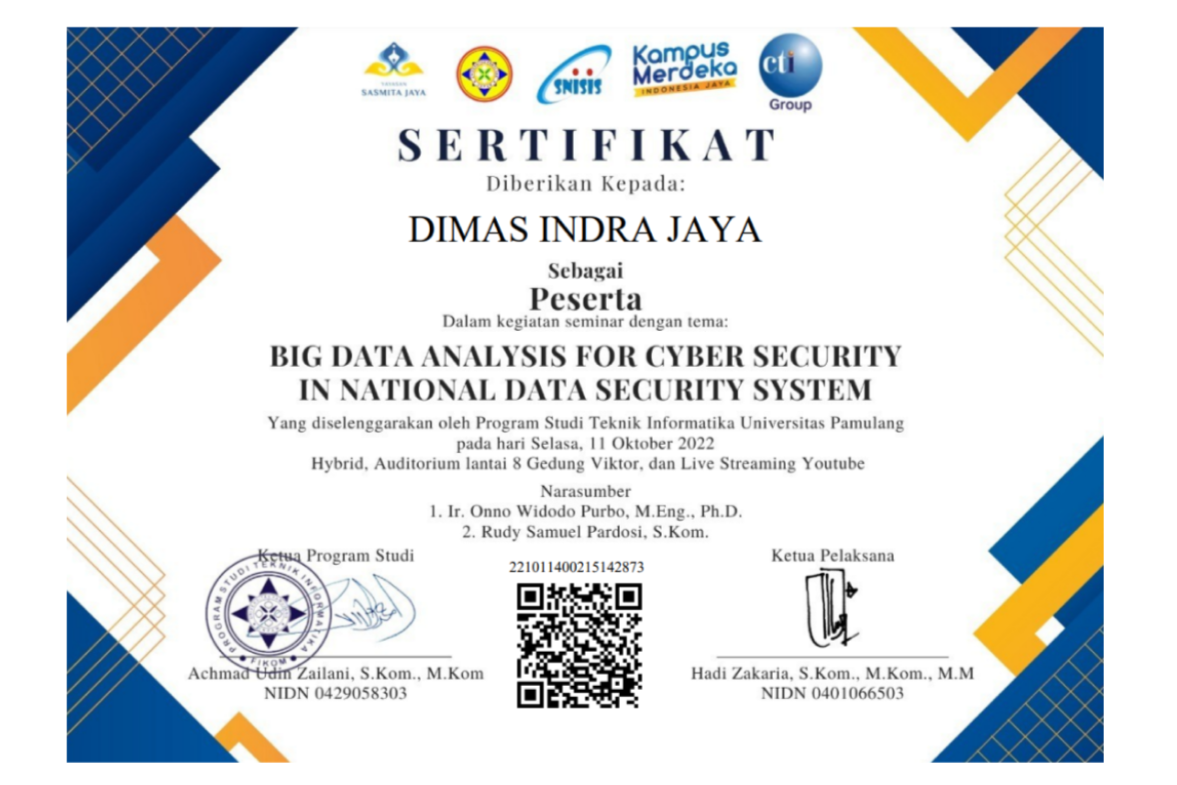 YAYASAN
SASMITA JAYA
SNISIS
Kampus
Merdeka
INDONESIA JAYA
cti
Group
SERTIFIKAT
Diberikan Kepada:
DIMAS INDRA JAYA
Sebagai
Peserta
Dalam kegiatan seminar dengan tema:
BIG DATA ANALYSIS FOR CYBER SECURITY
IN NATIONAL DATA SECURITY SYSTEM
Yang diselenggarakan oleh Program Studi Teknik Informatika Universitas Pamulang
pada hari Selasa, 11 Oktober 2022
Hybrid, Auditorium lantai 8 Gedung Viktor, dan Live Streaming Youtube
Narasumber
1. Ir. Onno Widodo Purbo, M.Eng., Ph.D.
2. Rudy Samuel Pardosi, S.Kom.
Ketua Program Studi
PROGRAM STUDI TEKNIK INFORMATIKA
FIKOM
Achmad Udin Zailani, S.Kom., M.Kom
NIDN 0429058303
221011400215142873
Ketua Pelaksana
Hadi Zakaria, S.Kom., M.Kom., M.M
NIDN 0401066503